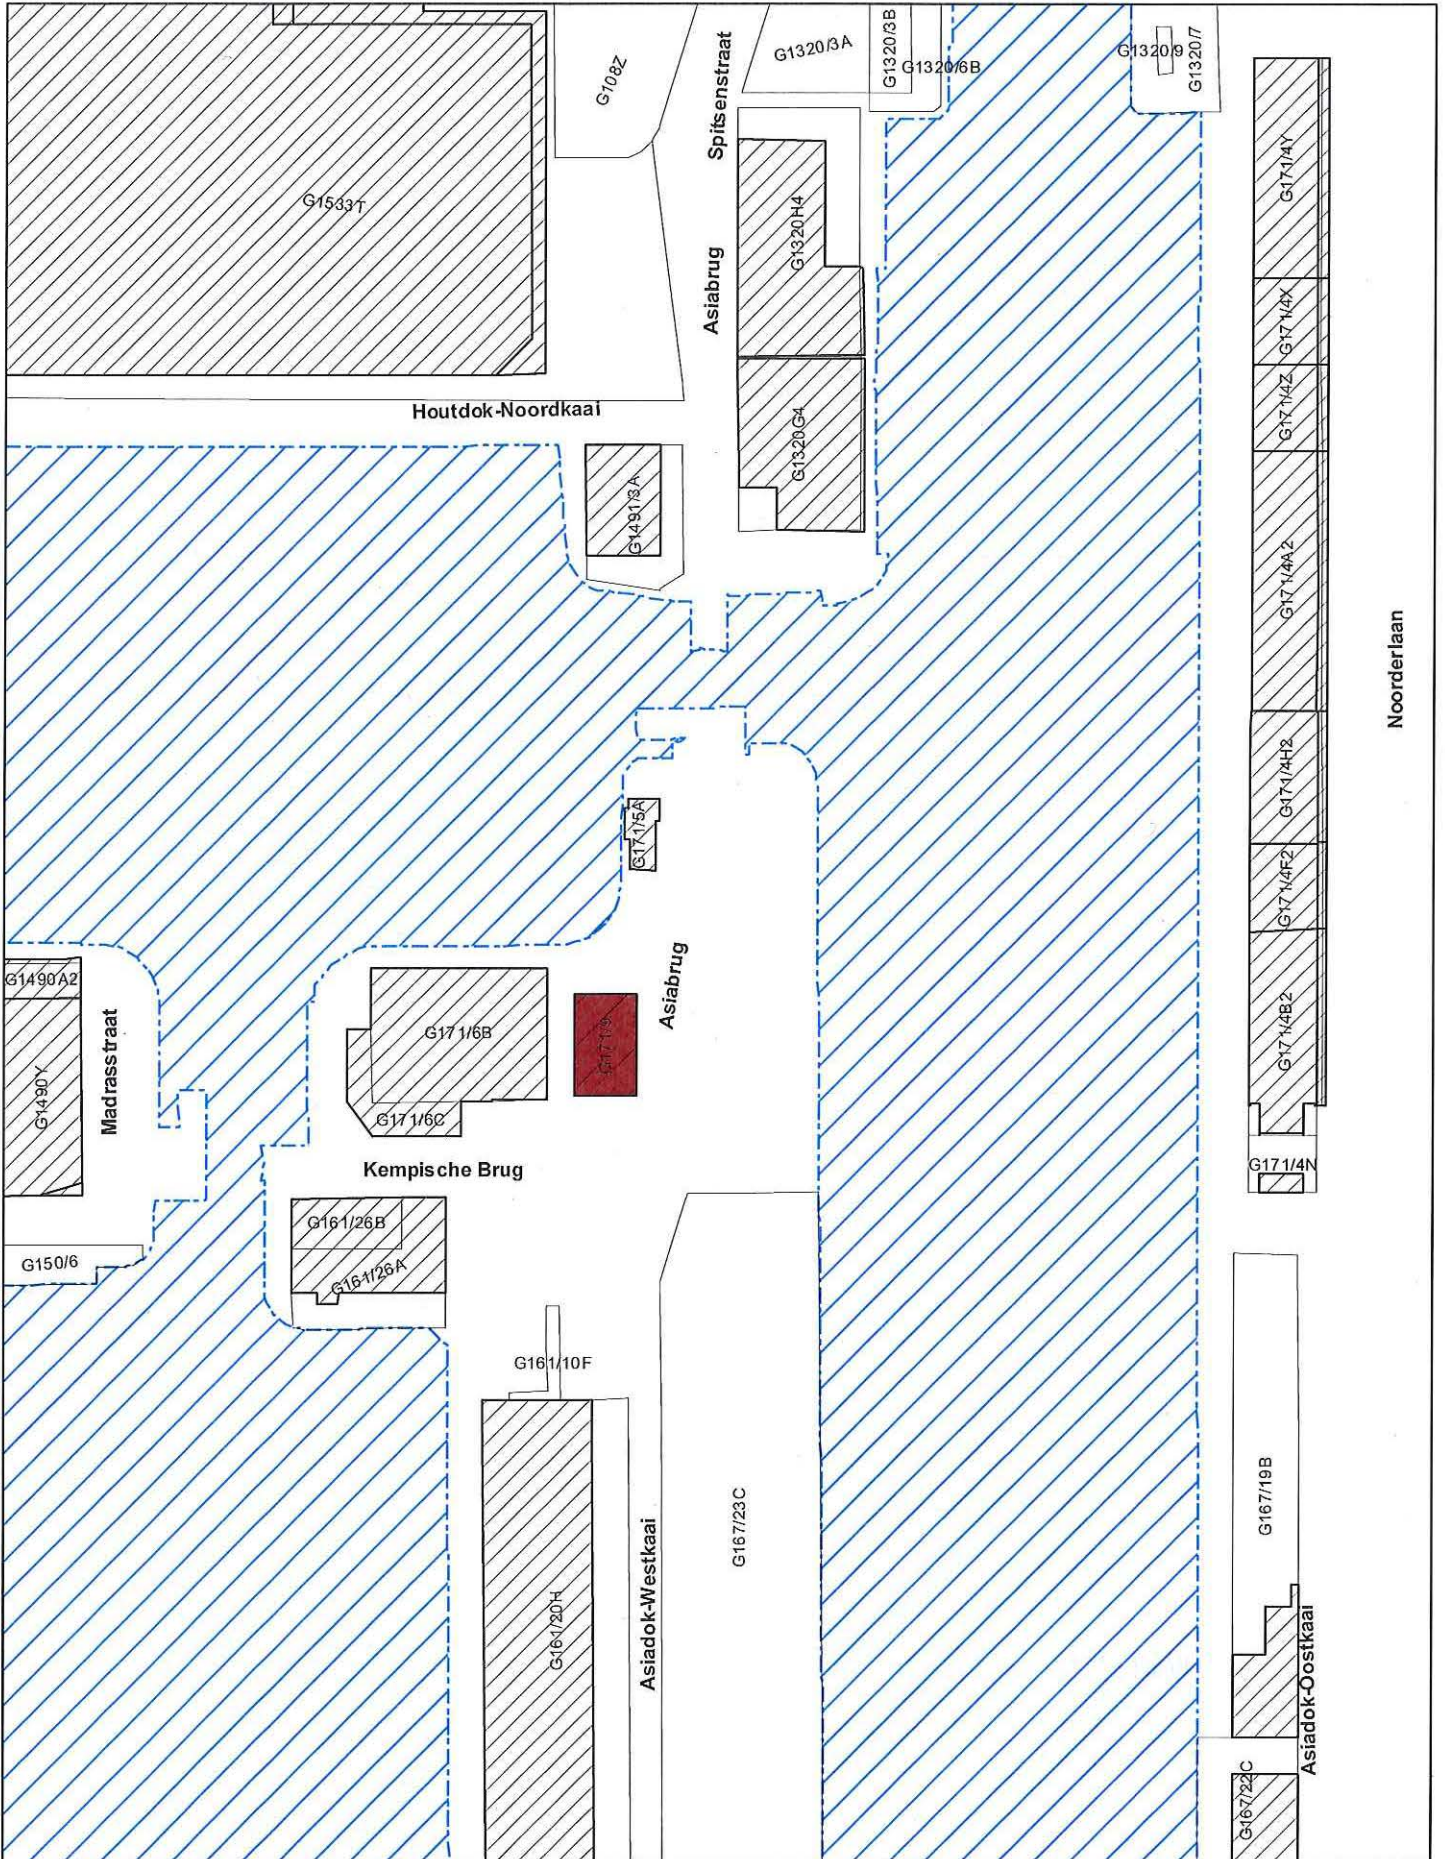 G108Z
Spitsenstraat
G1320/3A
G1320/3B
G1320/6B
G1320/9
G1320/7
G1533T
G1320H4
G171/4Y
Asiabrug
G171/4X
Houtdok-Noordkaai
G171/4Z
G1320G4
G1491/3A
G171/4A2
Noorderlaan
G171/4H2
G171/5A
G171/4F2
G1490A2
Asiabrug
G171/6B
G171/9
G171/4B2
Madrasstraat
G1490Y
G171/6C
Kempische Brug
G171/4N
G161/26B
G150/6
G161/26A
G161/10F
G167/19B
G167/23C
G161/20H
Asiadok-Westkaai
Asiadok-Oostkaai
G167/22C